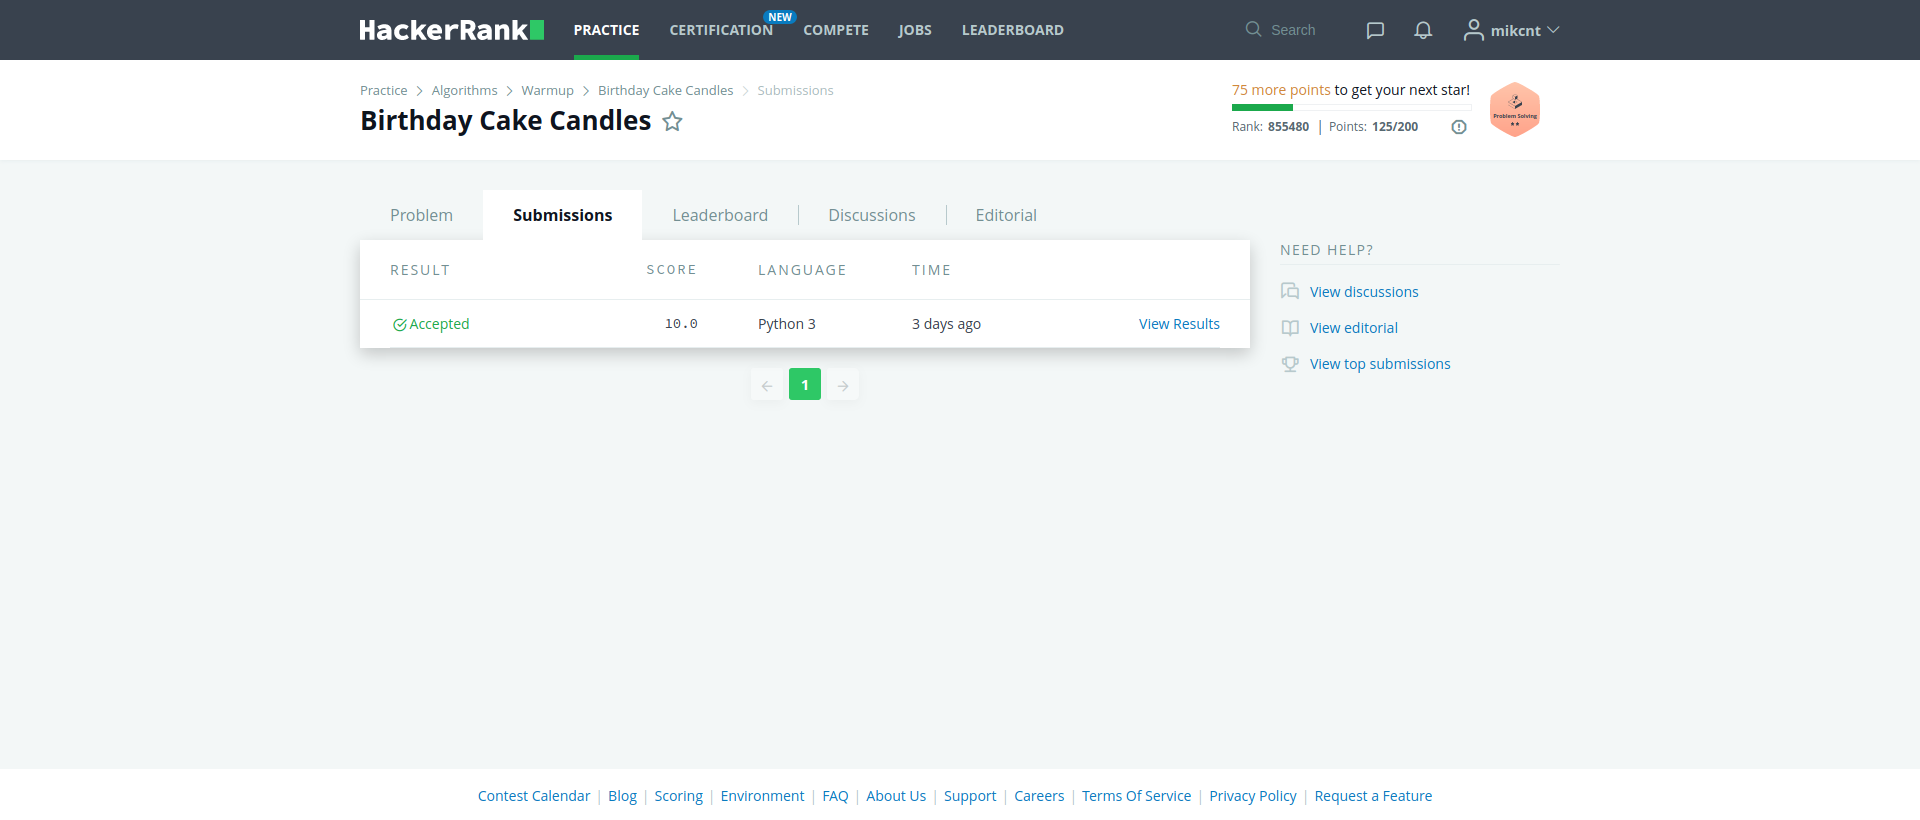 HackerRank PRACTICE CERTIFICATION NEW COMPETE JOBS LEADERBOARD Search mikcnt
Practice Algorithms Warmup Birthday Cake Candles Submissions
Birthday Cake Candles
75 more points to get your next star!
Rank: 855480 | Points: 125/200
Problem Solving
Problem Submissions Leaderboard Discussions Editorial
RESULT SCORE LANGUAGE TIME
Accepted 10.0 Python 3 3 days ago View Results
1
NEED HELP?
View discussions
View editorial
View top submissions
Contest Calendar | Blog | Scoring | Environment | FAQ | About Us | Support | Careers | Terms Of Service | Privacy Policy | Request a Feature